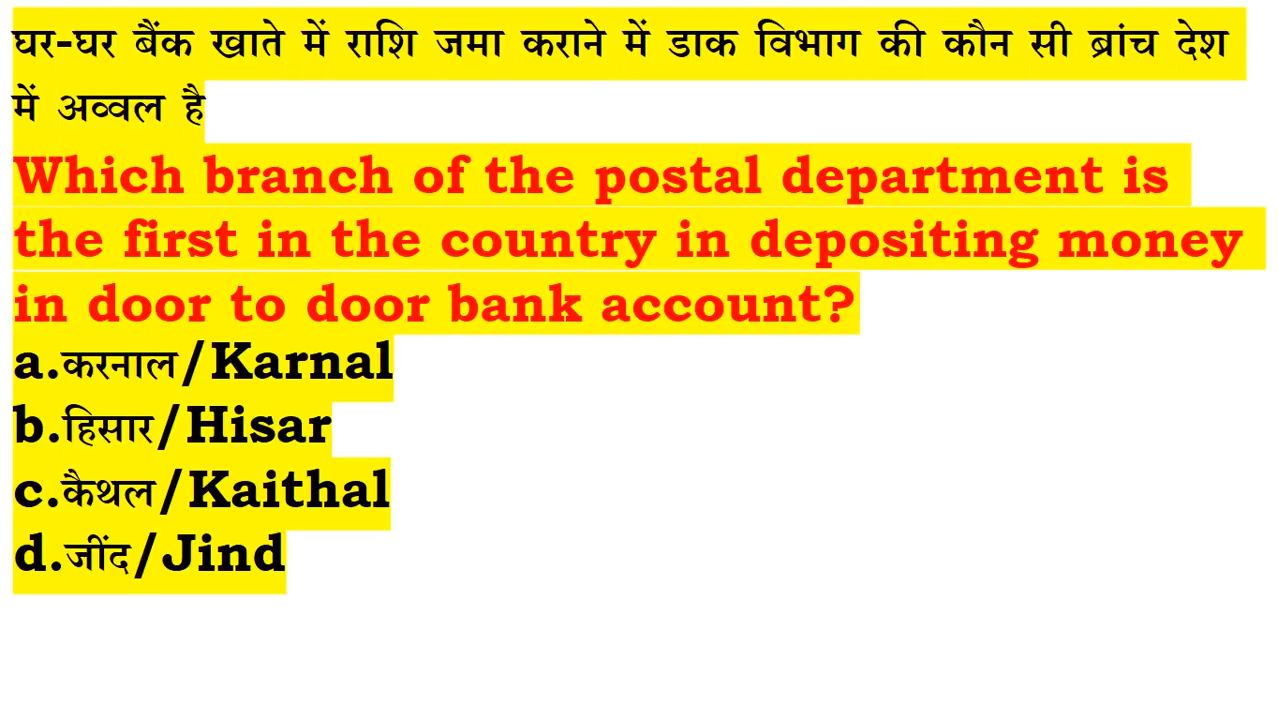 घर-घर बैंक खाते में राशि जमा कराने में डाक विभाग की कौन सी ब्रांच देश
में अव्वल है
Which branch of the postal department is
the first in the country in depositing money
in door to door bank account?
a.करनाल/Karnal
b.हिसार/Hisar
c.कैथल/Kaithal
d.जींद/Jind